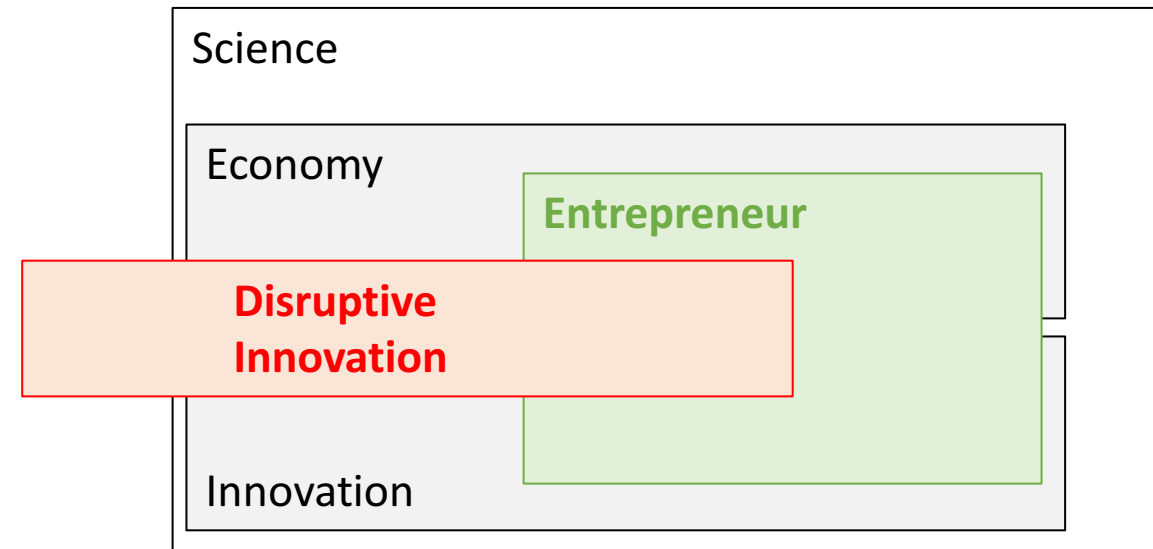 Science
Economy
Entrepreneur
Disruptive
Innovation
Innovation